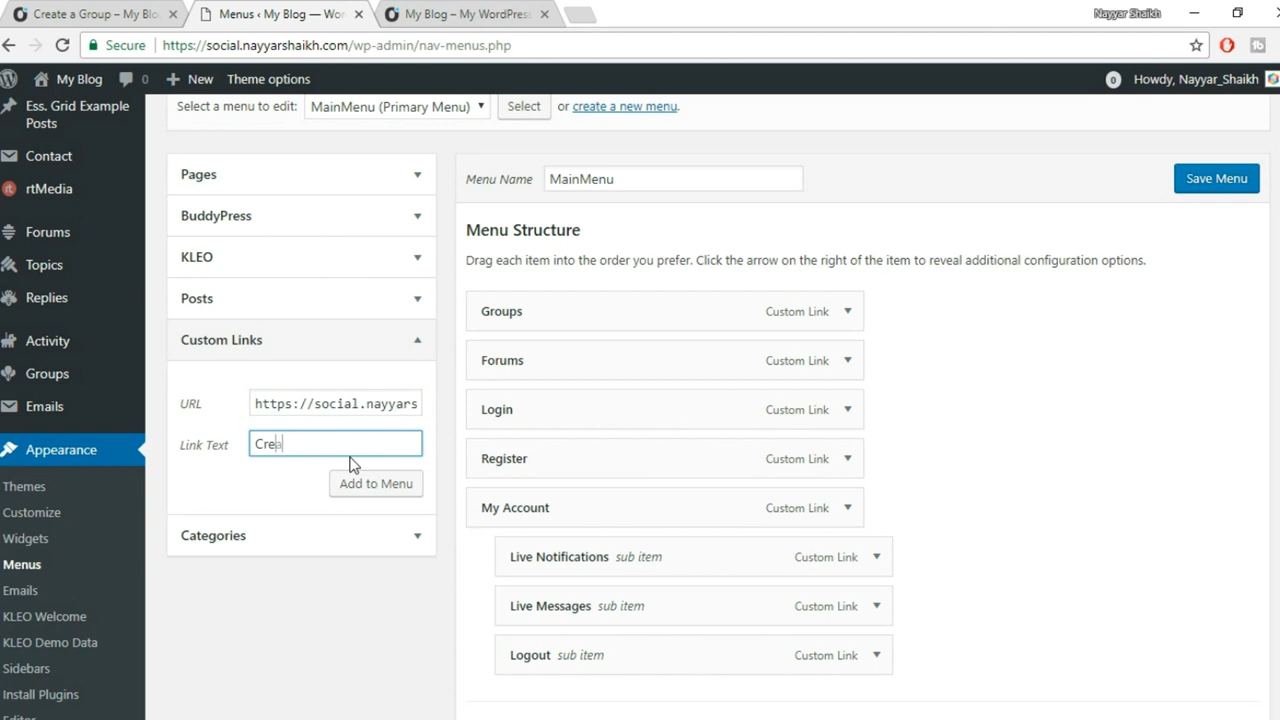 Create a Group – My Blo
Menus ‹ My Blog — Wor
My Blog – My WordPress
Nayyar Shaikh
Secure
https://social.nayyarshaikh.com/wp-admin/nav-menus.php
My Blog
0
New
Theme options
0
Howdy, Nayyar_Shaikh
Ess. Grid Example
Posts
Contact
rtMedia
Forums
Topics
Replies
Activity
Groups
Emails
Appearance
Themes
Customize
Widgets
Menus
Emails
KLEO Welcome
KLEO Demo Data
Sidebars
Install Plugins
Editor
Select a menu to edit:
MainMenu (Primary Menu)
Select
or create a new menu.
Pages
BuddyPress
KLEO
Posts
Custom Links
URL
https://social.nayyars
Link Text
Crea
Add to Menu
Categories
Menu Name
MainMenu
Save Menu
Menu Structure
Drag each item into the order you prefer. Click the arrow on the right of the item to reveal additional configuration options.
Groups Custom Link
Forums Custom Link
Login Custom Link
Register Custom Link
My Account Custom Link
Live Notifications sub item Custom Link
Live Messages sub item Custom Link
Logout sub item Custom Link